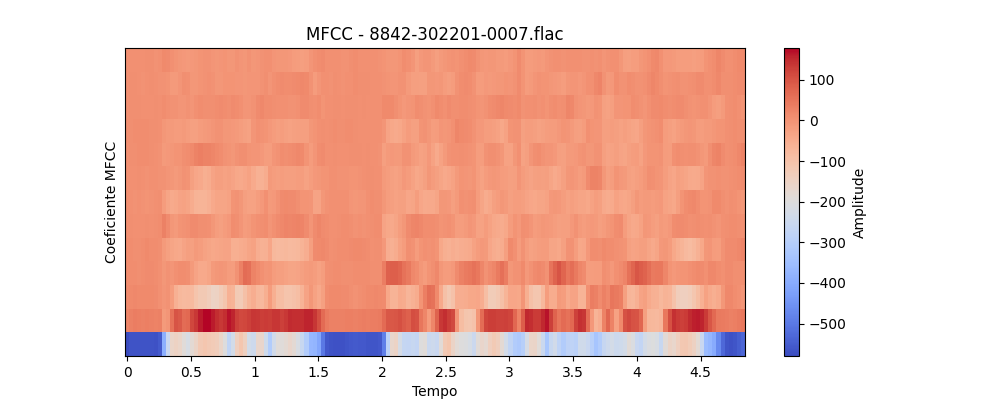 MFCC - 8842-302201-0007.flac
Coeficiente MFCC
0 0.5 1 1.5 2 2.5 3 3.5 4 4.5
Tempo
100
0
−100
−200
−300
−400
−500
Amplitude